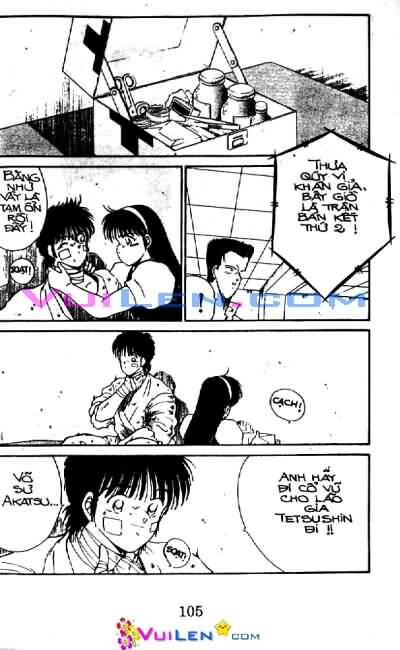 THƯA
QÚY VỊ
KHÁN GIẢ,
BÂY GIỜ
LÀ TRẬN
BÁN KẾT
THỨ 2 !
BĂNG
NHƯ
VẬY LÀ
TẠM ỔN
RỒI
ĐẤY !
SOẠT!
VuiLen.com
CẠCH!
VÕ
SƯ
AKATSU...
SOẠT!
ANH HÃY
ĐI CỔ VŨ
CHO LÃO
GIÀ
TETSUSHIN
ĐI !!
105
VuiLen.com